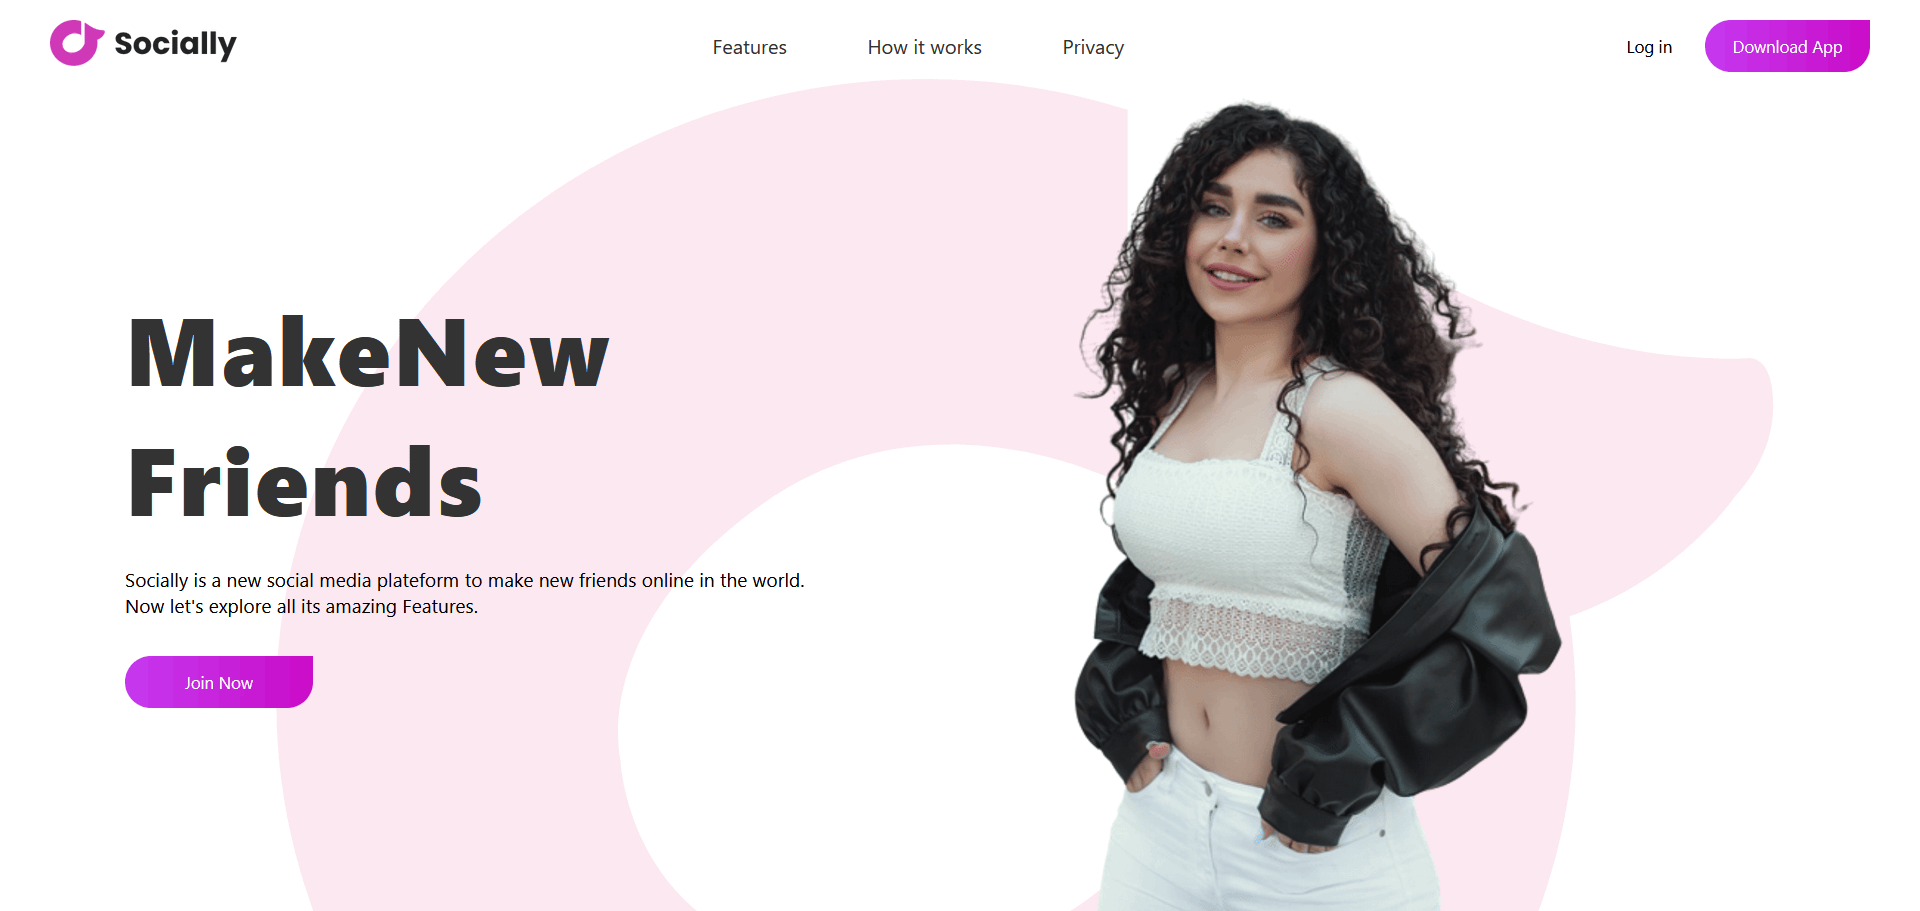 Socially
Features
How it works
Privacy
Log in
Download App
MakeNew
Friends
Socially is a new social media plateform to make new friends online in the world.
Now let's explore all its amazing Features.
Join Now